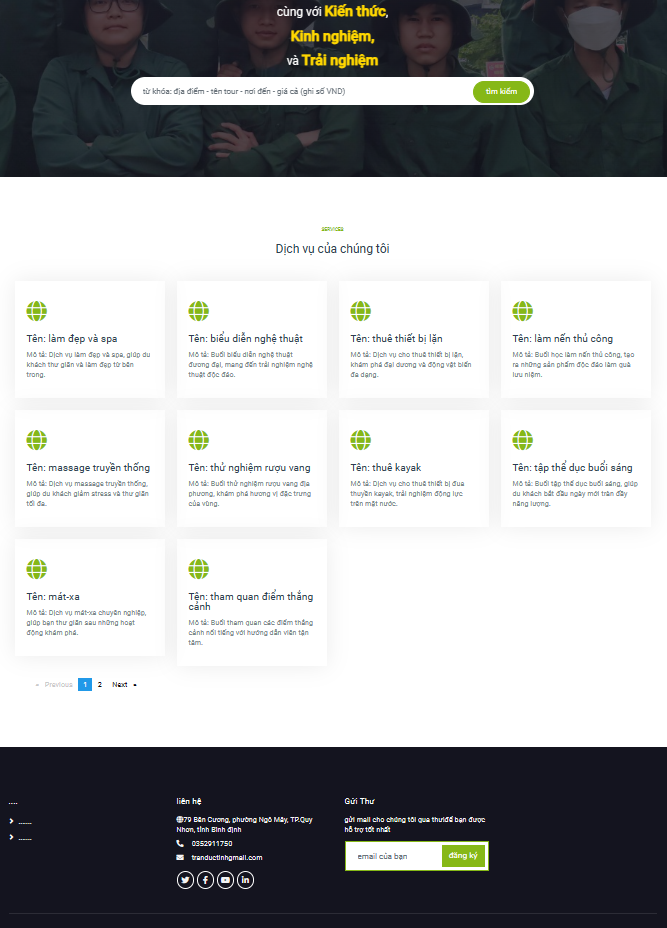 cùng với Kiến thức,
Kinh nghiệm,
và Trải nghiệm
từ khóa: địa điểm - tên tour - nơi đến - giá cả (ghi số VND)
tìm kiếm
SERVICES
Dịch vụ của chúng tôi
Tên: làm đẹp và spa
Mô tả: Dịch vụ làm đẹp và spa, giúp du
khách thư giãn và làm đẹp từ bên
trong.
Tên: biểu diễn nghệ thuật
Mô tả: Buổi biểu diễn nghệ thuật
đương đại, mang đến trải nghiệm nghệ
thuật độc đáo.
Tên: thuê thiết bị lặn
Mô tả: Dịch vụ cho thuê thiết bị lặn,
khám phá đại dương và động vật biển
đa dạng.
Tên: làm nến thủ công
Mô tả: Buổi học làm nến thủ công, tạo
ra những sản phẩm độc đáo làm quà
lưu niệm.
Tên: massage truyền thống
Mô tả: Dịch vụ massage truyền thống,
giúp du khách giảm stress và thư giãn
tối đa.
Tên: thử nghiệm rượu vang
Mô tả: Buổi thử nghiệm rượu vang địa
phương, khám phá hương vị đặc trưng
của vùng.
Tên: thuê kayak
Mô tả: Dịch vụ cho thuê thiết bị đua
thuyền kayak, trải nghiệm động lực
trên mặt nước.
Tên: tập thể dục buổi sáng
Mô tả: Buổi tập thể dục buổi sáng, giúp
du khách bắt đầu ngày mới tràn đầy
năng lượng.
Tên: mát-xa
Mô tả: Dịch vụ mát-xa chuyên nghiệp,
giúp bạn thư giãn sau những hoạt
động khám phá.
Tên: tham quan điểm thắng
cảnh
Mô tả: Buổi tham quan các điểm thắng
cảnh nổi tiếng với hướng dẫn viên tận
tâm.
« Previous 1 2 Next »
....
.......
.......
liên hệ
79 Bên Cương, phường Ngô Mây, TP.Quy
Nhơn, tỉnh Bình định
0352911750
tranductinhgmail.com
Gửi Thư
gửi mail cho chúng tôi qua thưđể bạn được
hỗ trợ tốt nhất
email của bạn
đăng ký